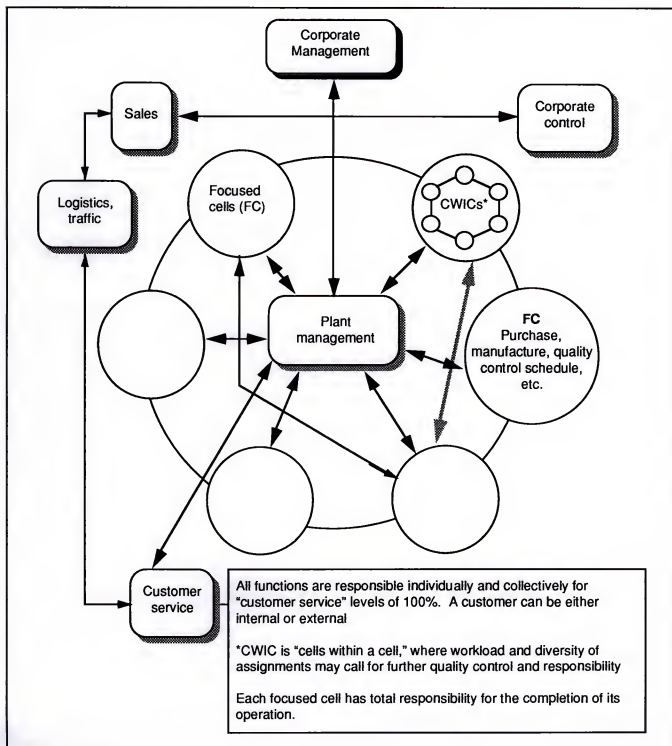 Corporate
Management
Sales
Corporate
control
Logistics,
traffic
Focused
cells (FC)
CWICs*
Plant
management
FC
Purchase,
manufacture, quality
control schedule,
etc.
Customer
service
All functions are responsible individually and collectively for
"customer service" levels of 100%. A customer can be either
internal or external
*CWIC is "cells within a cell," where workload and diversity of
assignments may call for further quality control and responsibility
Each focused cell has total responsibility for the completion of its
operation.